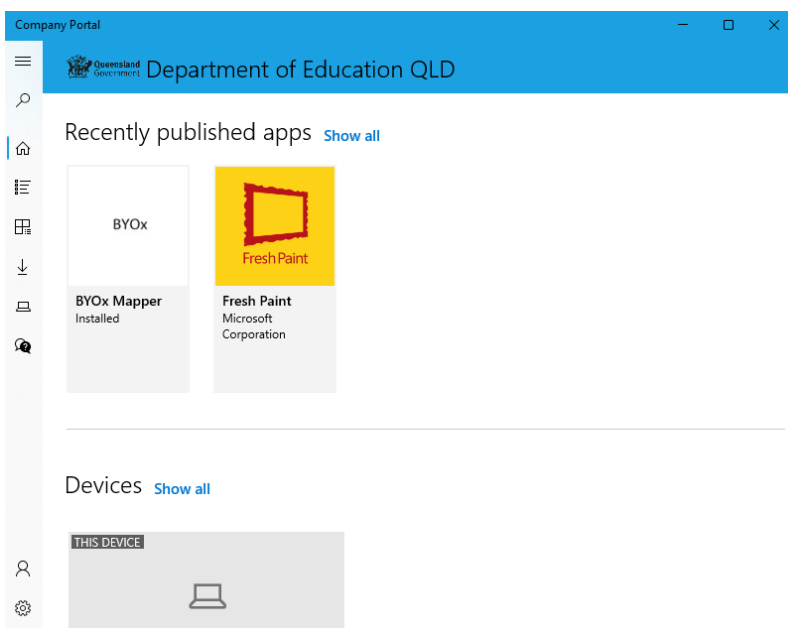 Company Portal
Queensland
Government
Department of Education QLD
Recently published apps Show all
BYOx
Fresh Paint
BYOx Mapper
Installed
Fresh Paint
Microsoft
Corporation
Devices Show all
THIS DEVICE